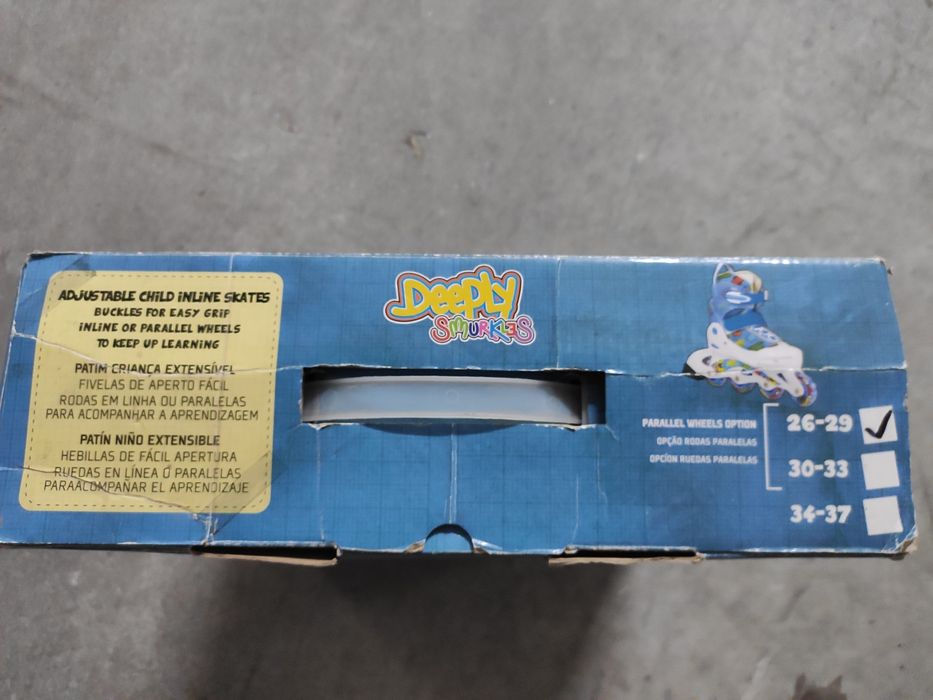 ADJUSTABLE CHILD INLINE SKATES
BUCKLES FOR EASY GRIP
INLINE OR PARALLEL WHEELS
TO KEEP UP LEARNING
PATIM CRIANÇA EXTENSÍVEL
FIVELAS DE APERTO FÁCIL
RODAS EM LINHA OU PARALELAS
PARA ACOMPANHAR A APRENDIZAGEM
PATÍN NIÑO EXTENSIBLE
HEBILLAS DE FÁCIL APERTURA
RUEDAS EN LÍNEA O PARALELAS
PARAACOMPAÑAR EL APRENDIZAJE
DEEPLY
SMURKLES
PARALLEL WHEELS OPTION
OPÇÃO RODAS PARALELAS
OPCÍON RUEDAS PARALELAS
26-29
30-33
34-37